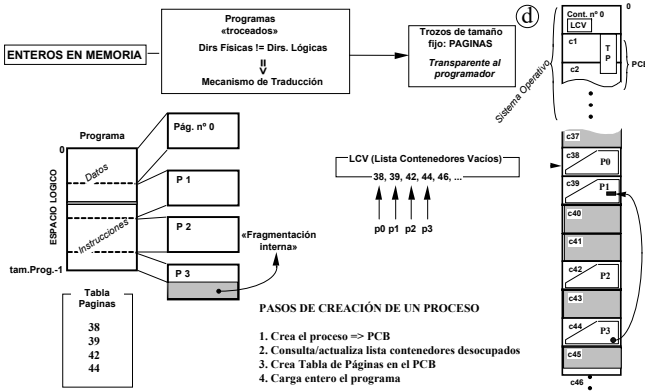 ENTEROS EN MEMORIA
Programas
«troceados»
Dirs Físicas != Dirs. Lógicas
=>
Mecanismo de Traducción
Trozos de tamaño
fijo: PAGINAS
Transparente al
programador
d
0
Cont. nº 0
LCV
c1
T
P
c2
PCB
Sistema Operativo
Programa
0
Datos
Instrucciones
ESPACIO LOGICO
tam.Prog.-1
Pág. nº 0
P 1
P 2
P 3
«Fragmentación
interna»
LCV (Lista Contenedores Vacíos)
38, 39, 42, 44, 46, ...
p0 p1 p2 p3
c37
c38 P0
c39 P1
c40
c41
c42 P2
c43
c44 P3
c45
c46
Tabla
Paginas
38
39
42
44
PASOS DE CREACIÓN DE UN PROCESO
1. Crea el proceso => PCB
2. Consulta/actualiza lista contenedores desocupados
3. Crea Tabla de Páginas en el PCB
4. Carga entero el programa